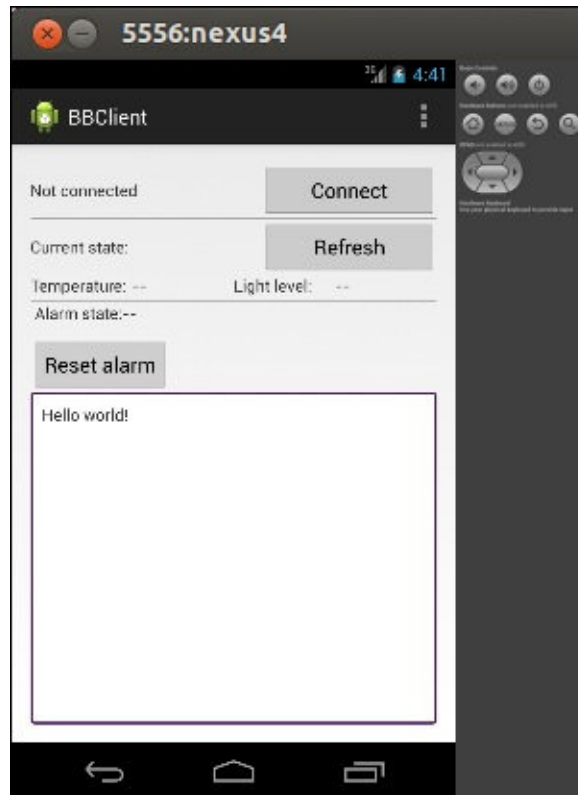 5556:nexus4
3G 4:41
BBClient
Not connected Connect
Current state: Refresh
Temperature: -- Light level: --
Alarm state:--
Reset alarm
Hello world!